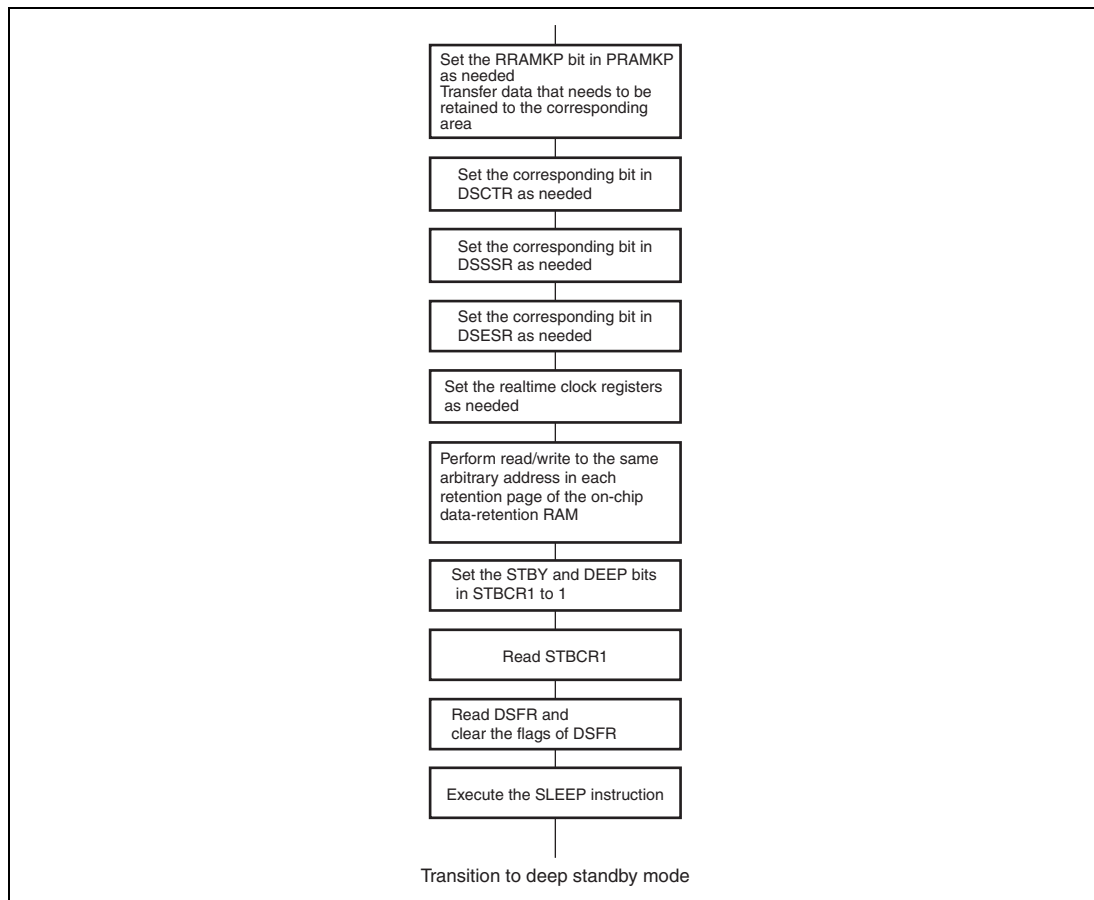 Set the RRAMKP bit in PRAMKP
as needed
Transfer data that needs to be
retained to the corresponding
area
Set the corresponding bit in
DSCTR as needed
Set the corresponding bit in
DSSSR as needed
Set the corresponding bit in
DSESR as needed
Set the realtime clock registers
as needed
Perform read/write to the same
arbitrary address in each
retention page of the on-chip
data-retention RAM
Set the STBY and DEEP bits
in STBCR1 to 1
Read STBCR1
Read DSFR and
clear the flags of DSFR
Execute the SLEEP instruction
Transition to deep standby mode